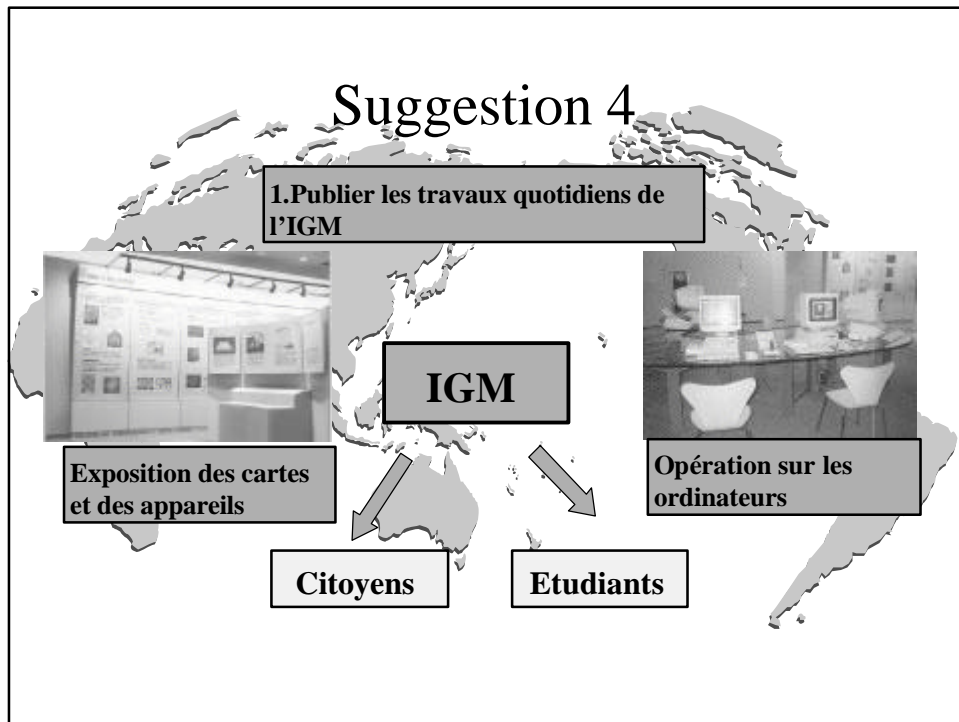 Suggestion 4
1.Publier les travaux quotidiens de
l’IGM
IGM
Exposition des cartes
et des appareils
Opération sur les
ordinateurs
Citoyens
Etudiants